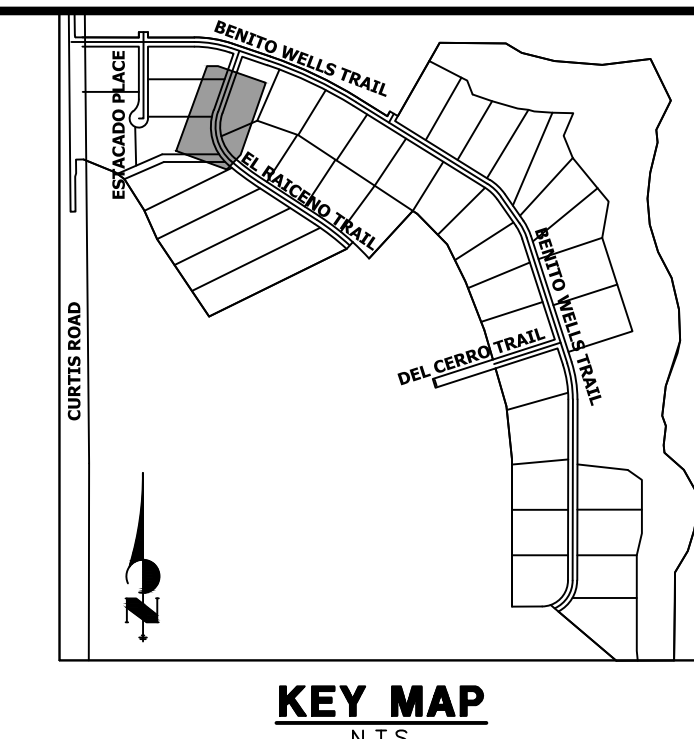 BENITO WELLS TRAIL
ESTACADO PLACE
EL RAICENO TRAIL
BENITO WELLS TRAIL
DEL CERRO TRAIL
CURTIS ROAD
N
KEY MAP
N.T.S.